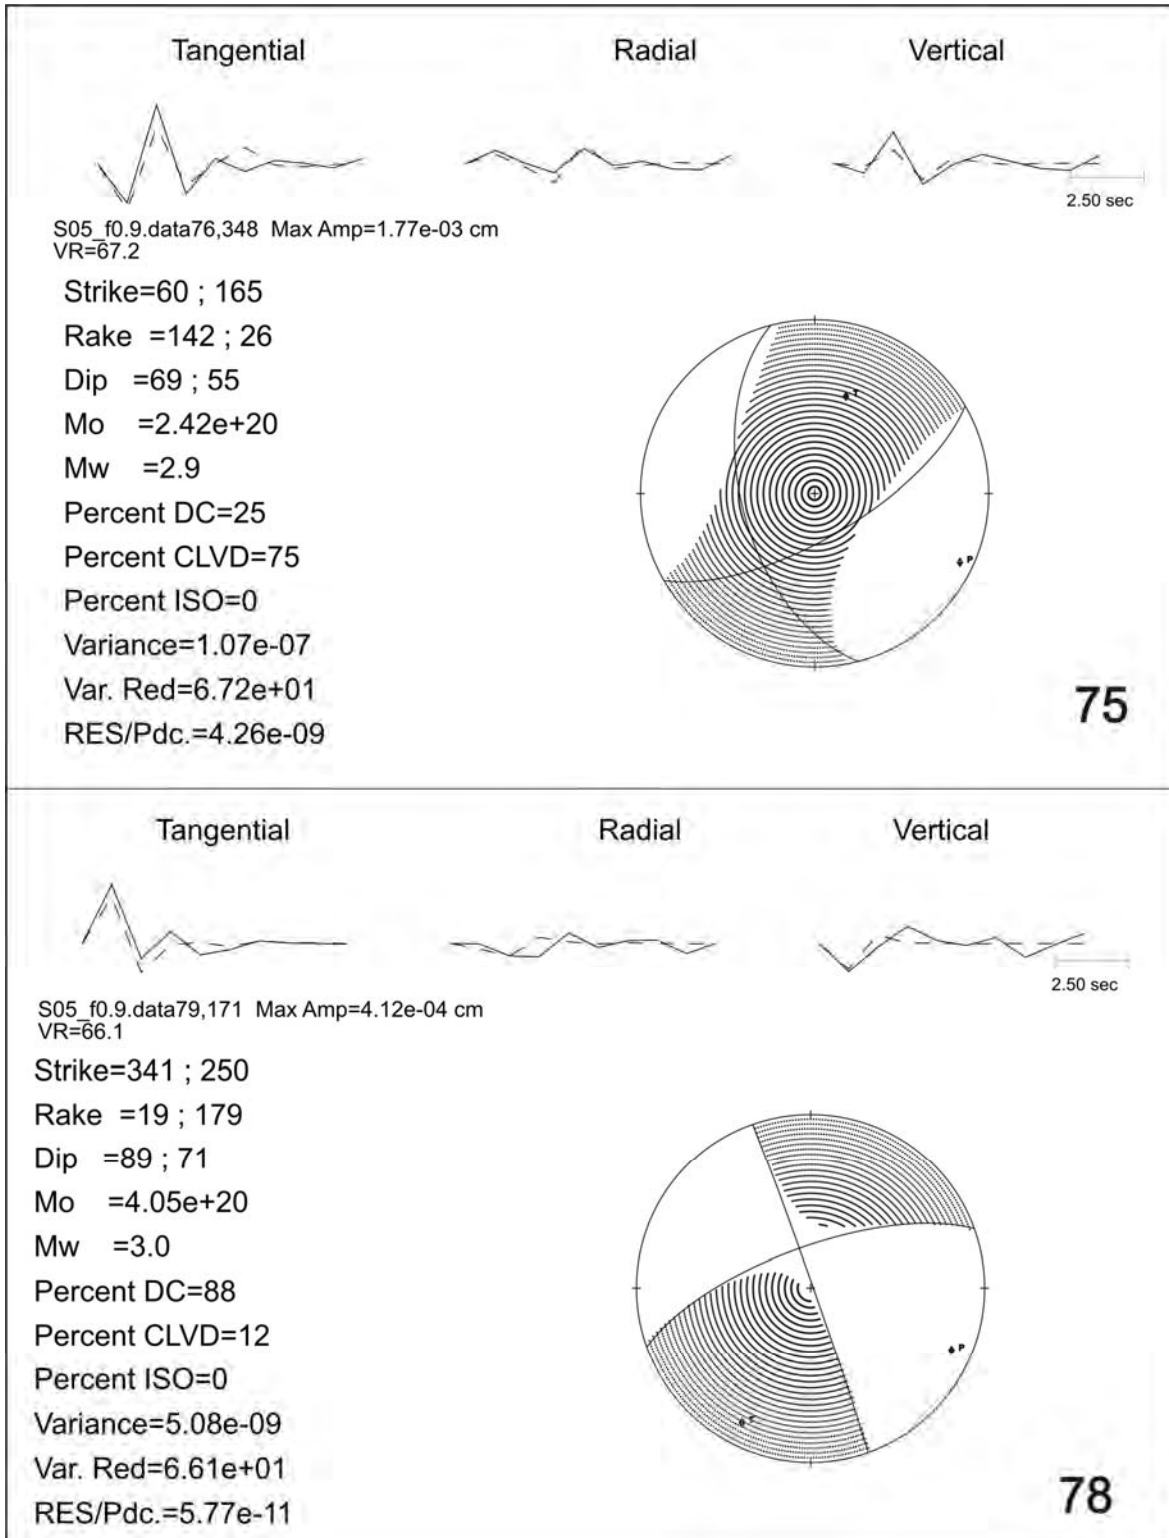 Tangential Radial Vertical
2.50 sec
S05_f0.9.data76,348 Max Amp=1.77e-03 cm
VR=67.2
Strike=60 ; 165
Rake =142 ; 26
Dip =69 ; 55
Mo =2.42e+20
Mw =2.9
Percent DC=25
Percent CLVD=75
Percent ISO=0
Variance=1.07e-07
Var. Red=6.72e+01
RES/Pdc.=4.26e-09
T
P
75
Tangential Radial Vertical
2.50 sec
S05_f0.9.data79,171 Max Amp=4.12e-04 cm
VR=66.1
Strike=341 ; 250
Rake =19 ; 179
Dip =89 ; 71
Mo =4.05e+20
Mw =3.0
Percent DC=88
Percent CLVD=12
Percent ISO=0
Variance=5.08e-09
Var. Red=6.61e+01
RES/Pdc.=5.77e-11
P
78